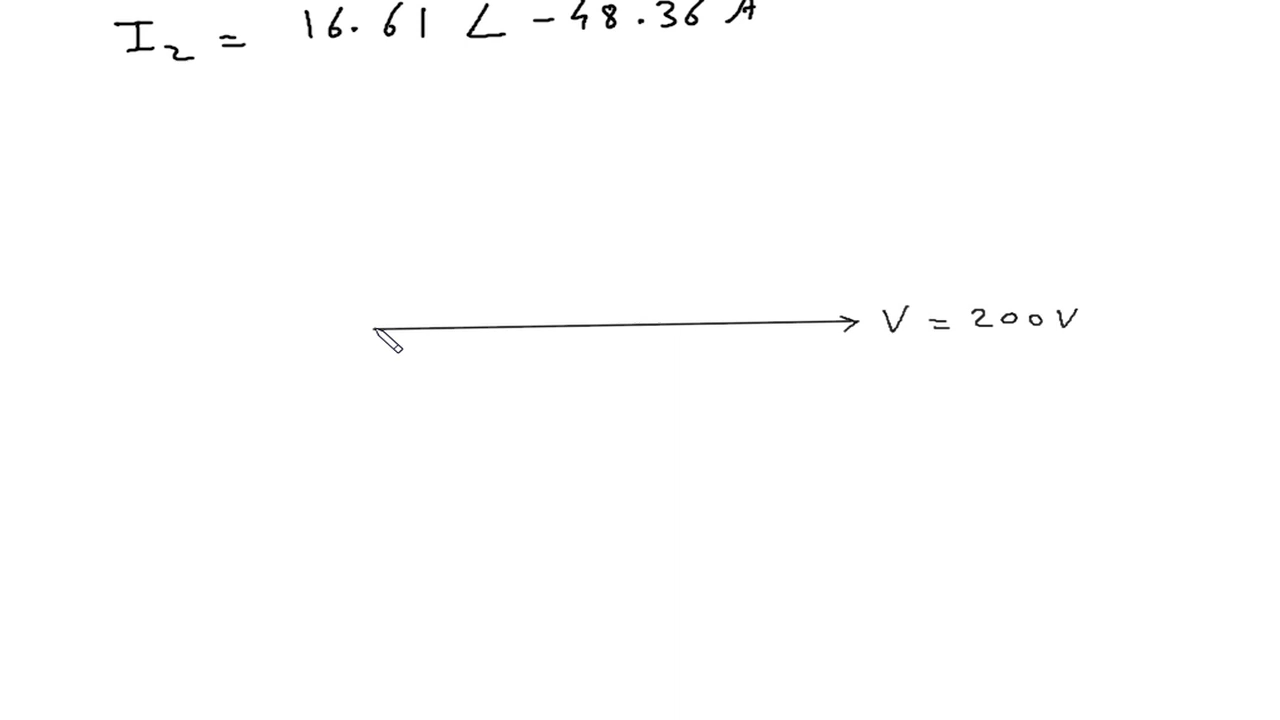 I2 = 16.61 ∠ -48.36 A
V = 200V